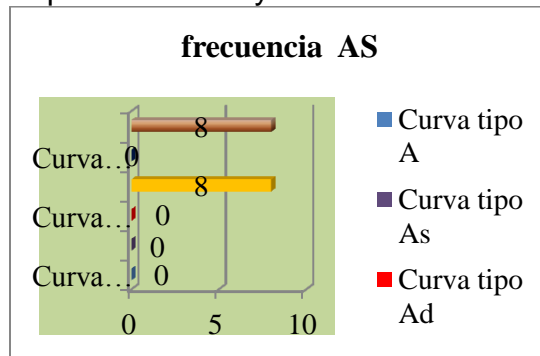 frecuencia AS
8
Curva… 0
8
Curva… 0
0
Curva… 0
0 5 10
Curva tipo
A
Curva tipo
As
Curva tipo
Ad